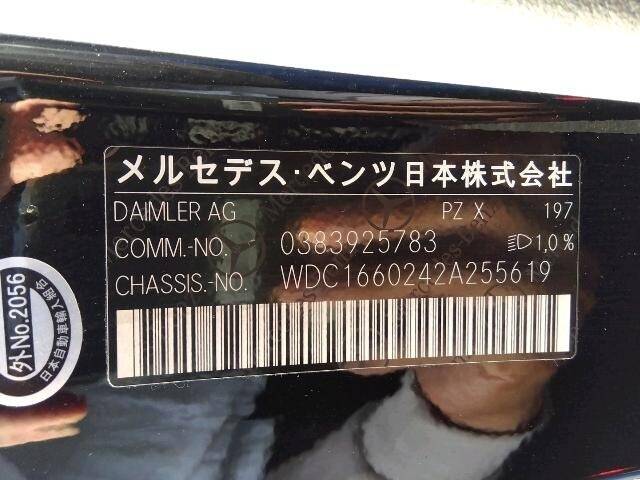 メルセデス・ベンツ日本株式会社
DAIMLER AG PZ X 197
COMM.-NO. 0383925783 1,0%
CHASSIS.-NO. WDC1660242A255619
外No.2056
日本自動車輸入組合